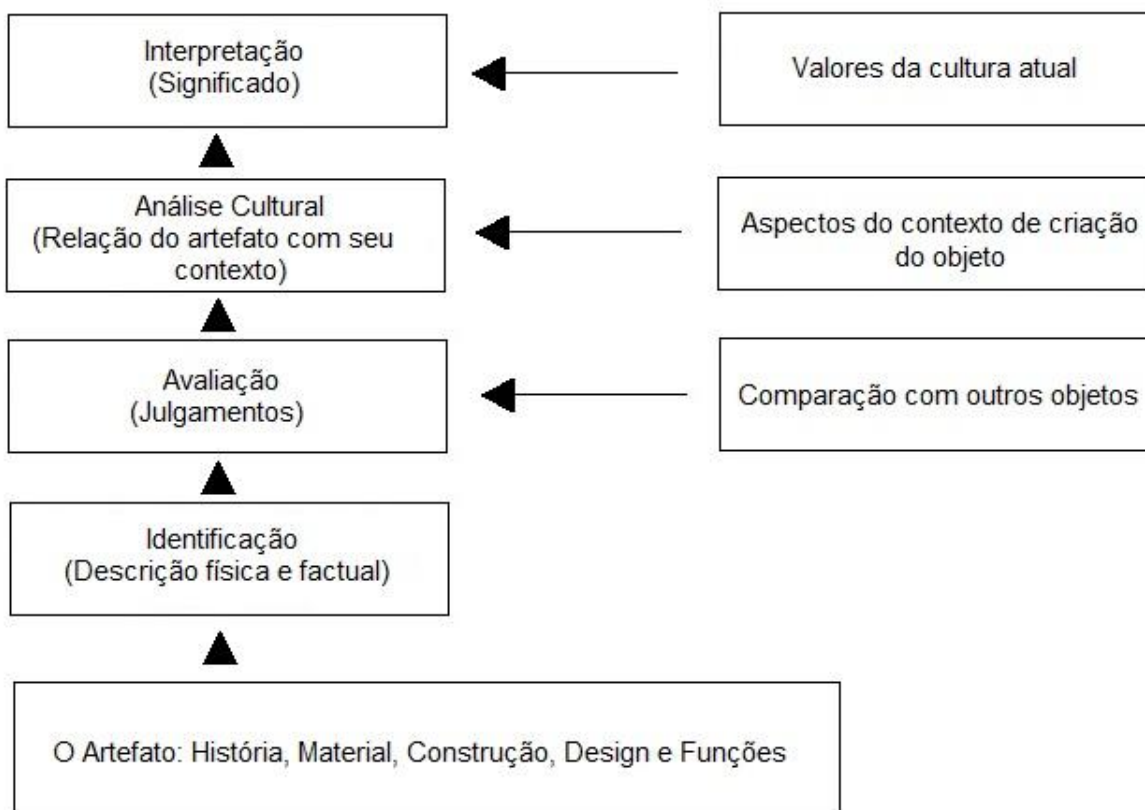 Interpretação
(Significado)
Valores da cultura atual
Análise Cultural
(Relação do artefato com seu
contexto)
Aspectos do contexto de criação
do objeto
Avaliação
(Julgamentos)
Comparação com outros objetos
Identificação
(Descrição física e factual)
O Artefato: História, Material, Construção, Design e Funções